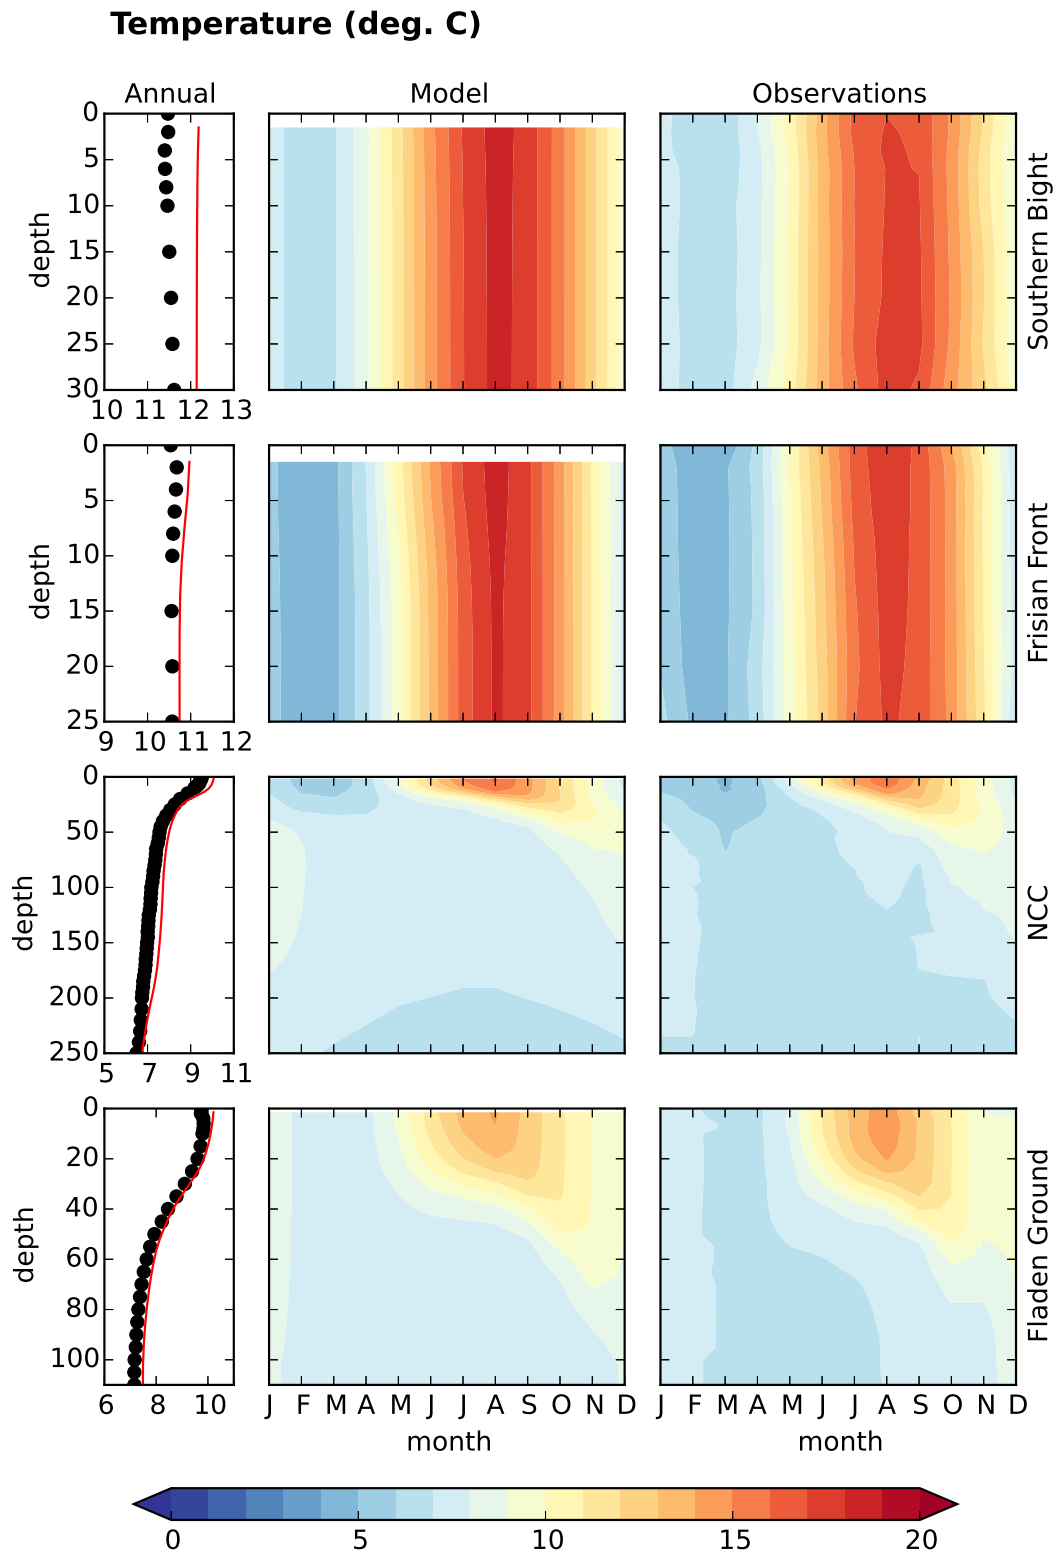 Temperature (deg. C)
Annual Model Observations
0
5
10
15
20
25
30
depth
10 11 12 13
Southern Bight
0
5
10
15
20
25
depth
9 10 11 12
Frisian Front
0
50
100
150
200
250
depth
5 7 9 11
NCC
0
20
40
60
80
100
depth
6 8 10
Fladen Ground
J F M A M J J A S O N D
J F M A M J J A S O N D
month month
0 5 10 15 20